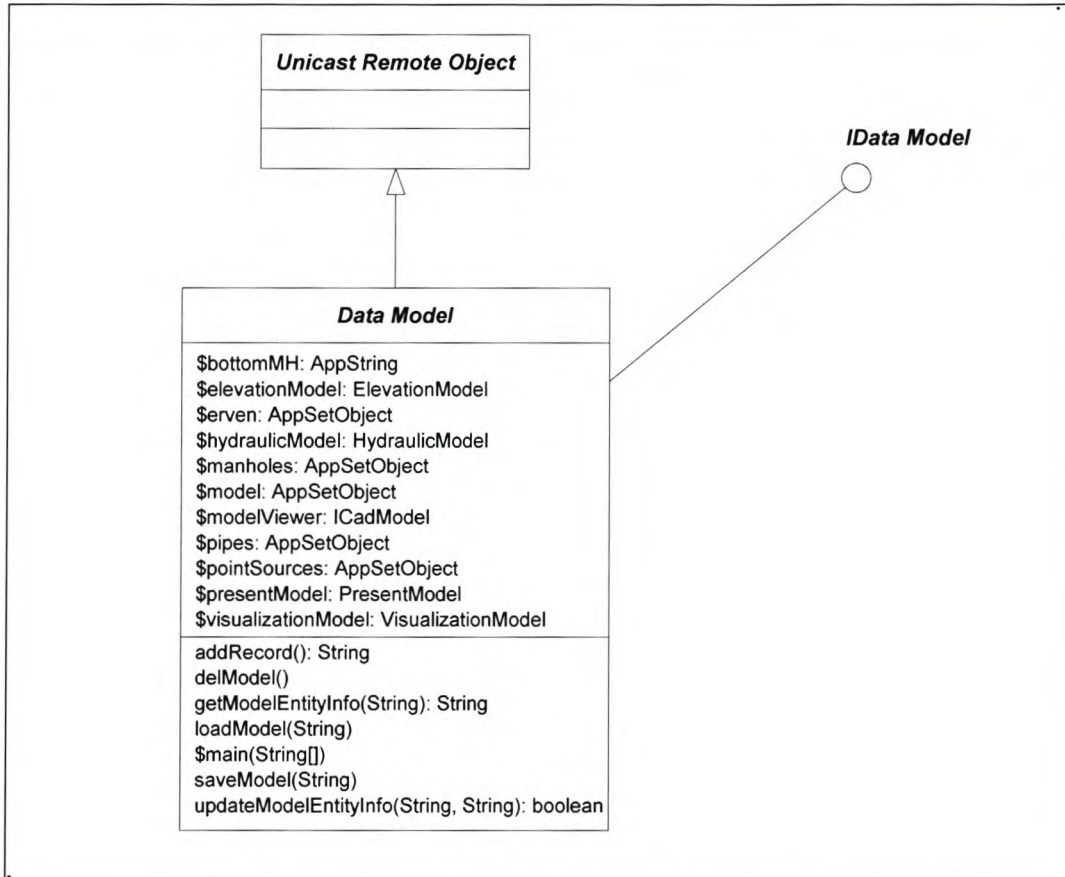 Unicast Remote Object
IData Model
Data Model
$bottomMH: AppString
$elevationModel: ElevationModel
$erven: AppSetObject
$hydraulicModel: HydraulicModel
$manholes: AppSetObject
$model: AppSetObject
$modelViewer: ICadModel
$pipes: AppSetObject
$pointSources: AppSetObject
$presentModel: PresentModel
$visualizationModel: VisualizationModel
addRecord(): String
delModel()
getModelEntityInfo(String): String
loadModel(String)
$main(String[])
saveModel(String)
updateModelEntityInfo(String, String): boolean